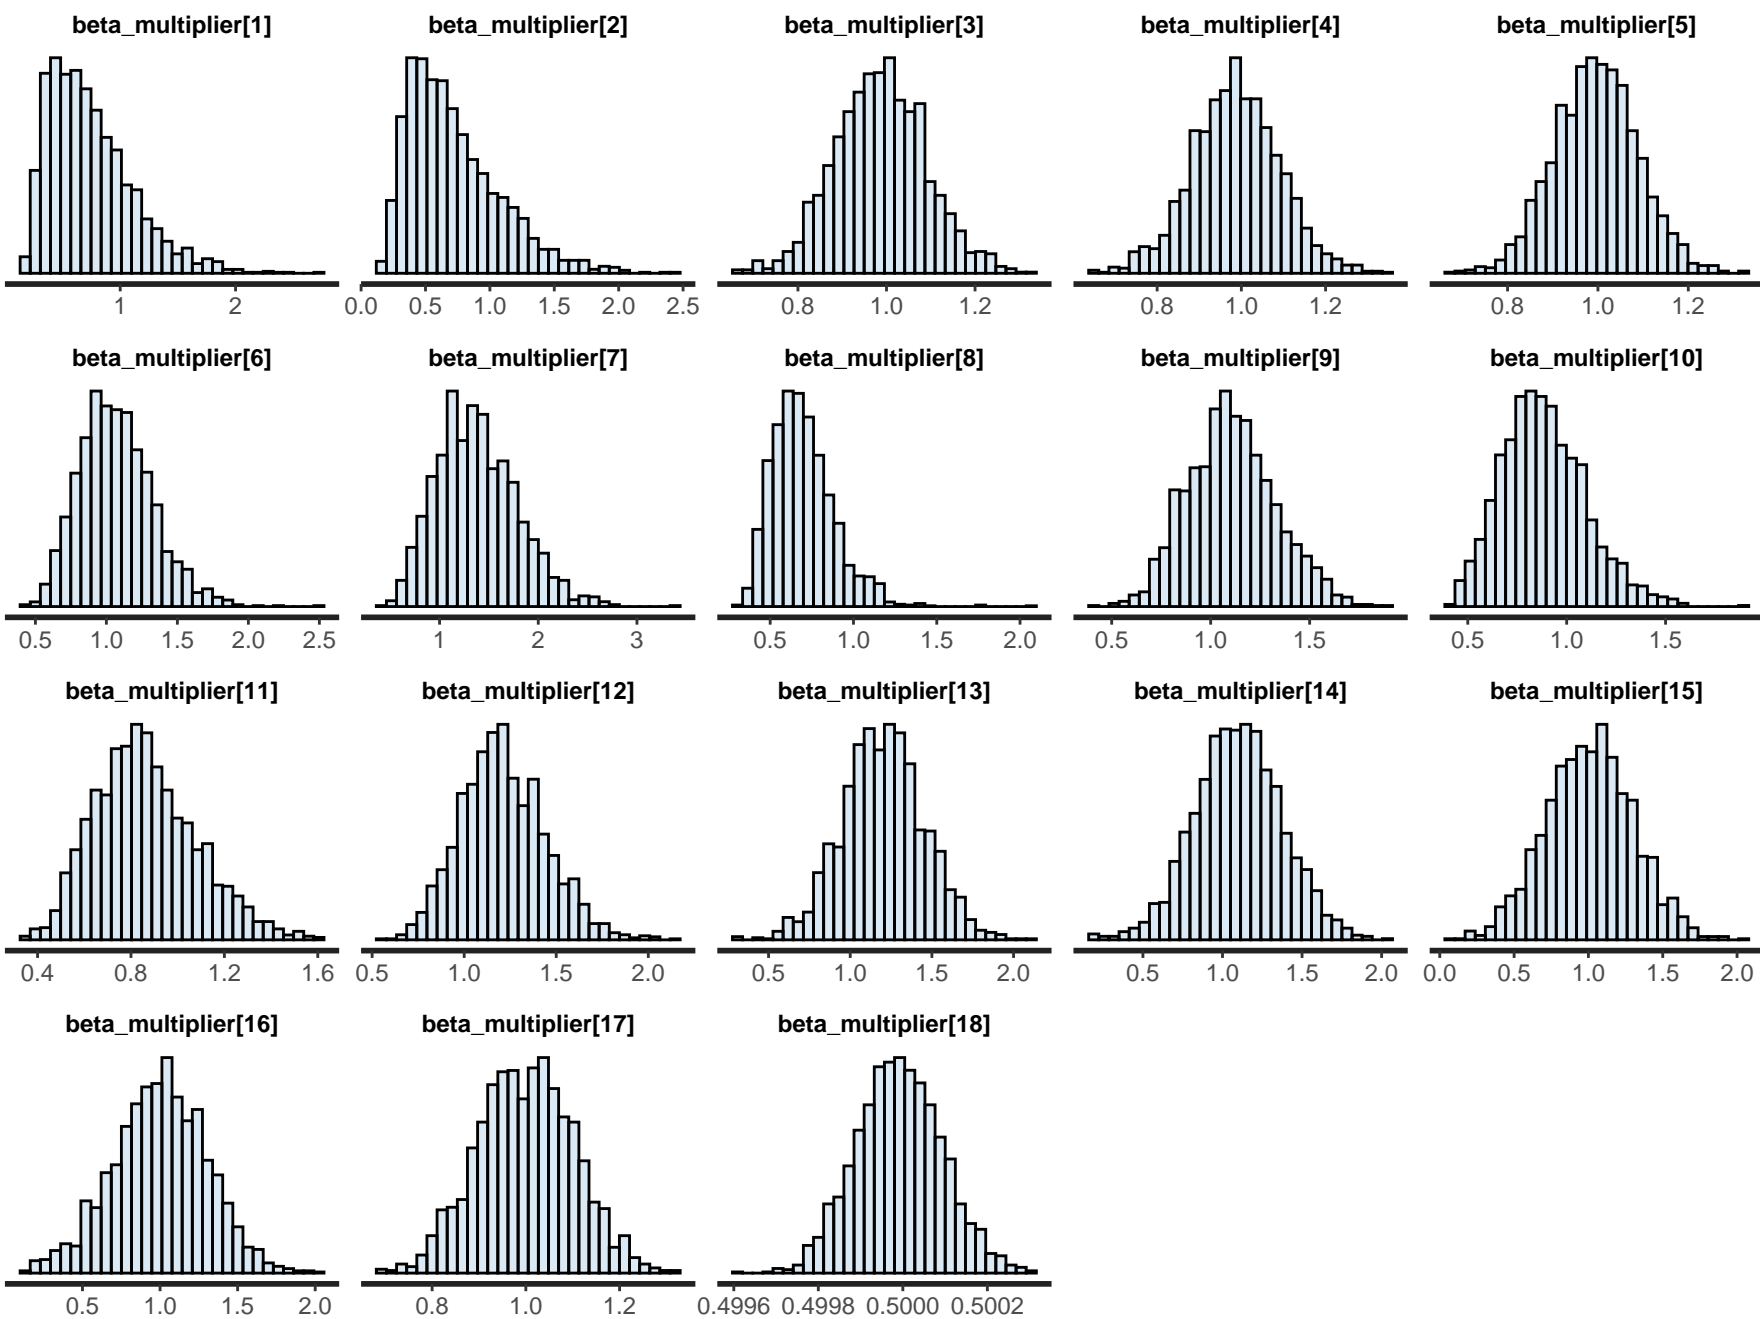 beta_multiplier[1] beta_multiplier[2] beta_multiplier[3] beta_multiplier[4] beta_multiplier[5]
1 2 0.0 0.5 1.0 1.5 2.0 2.5 0.8 1.0 1.2 0.8 1.0 1.2 0.8 1.0 1.2
beta_multiplier[6] beta_multiplier[7] beta_multiplier[8] beta_multiplier[9] beta_multiplier[10]
0.5 1.0 1.5 2.0 2.5 1 2 3 0.5 1.0 1.5 2.0 0.5 1.0 1.5 0.5 1.0 1.5
beta_multiplier[11] beta_multiplier[12] beta_multiplier[13] beta_multiplier[14] beta_multiplier[15]
0.4 0.8 1.2 1.6 0.5 1.0 1.5 2.0 0.5 1.0 1.5 2.0 0.5 1.0 1.5 2.0 0.0 0.5 1.0 1.5 2.0
beta_multiplier[16] beta_multiplier[17] beta_multiplier[18]
0.5 1.0 1.5 2.0 0.8 1.0 1.2 0.4996 0.4998 0.5000 0.5002